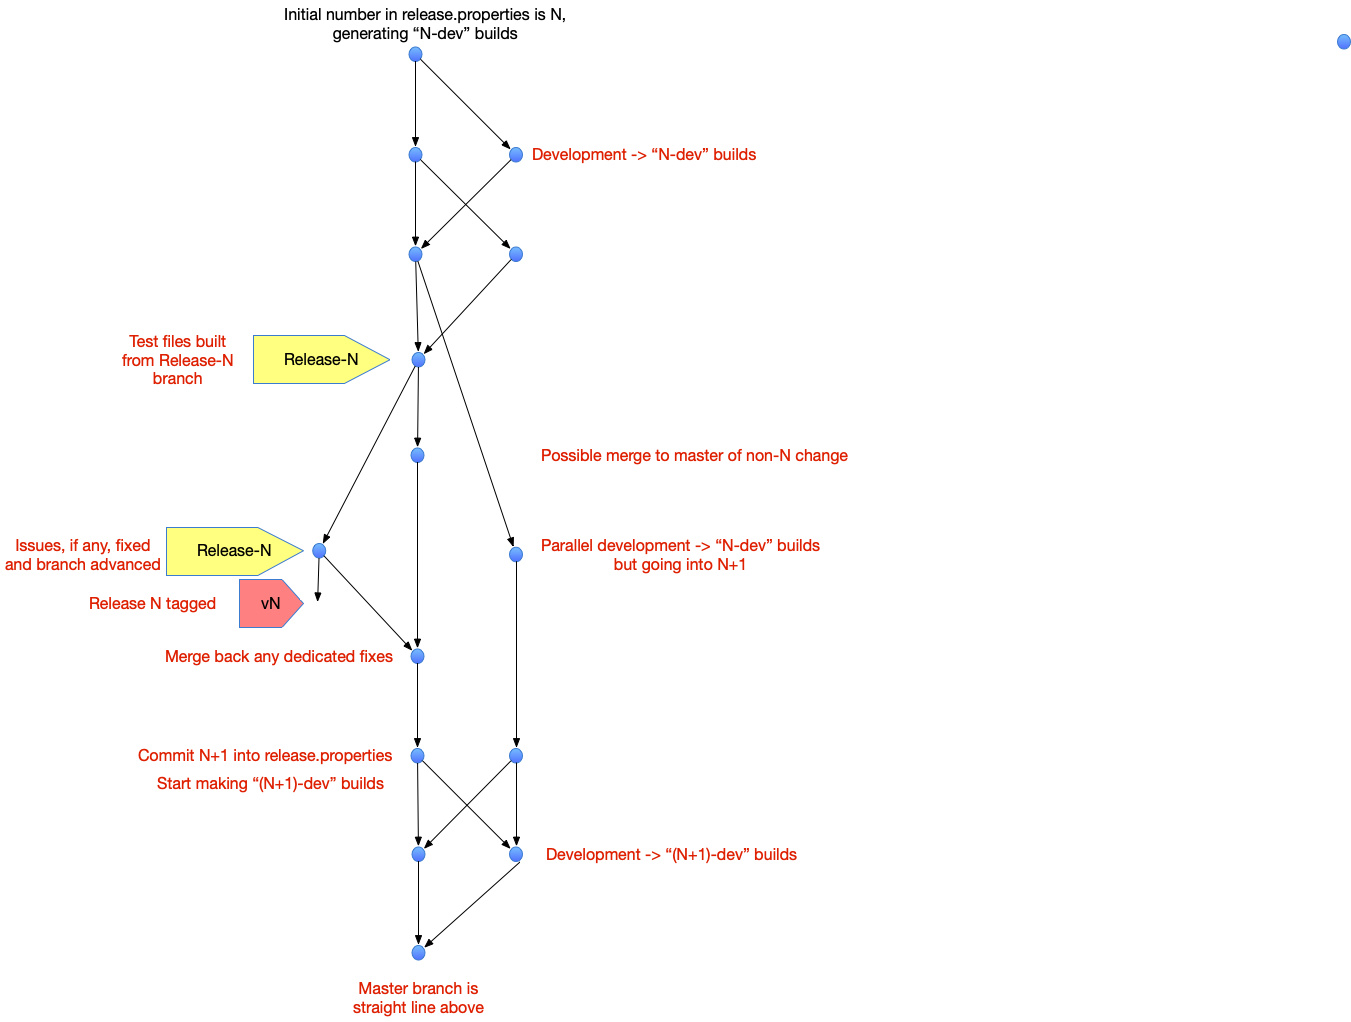 Initial number in release.properties is N,
generating “N-dev” builds
Development -> “N-dev” builds
Test files built
from Release-N
branch
Release-N
Possible merge to master of non-N change
Issues, if any, fixed
and branch advanced
Release-N
Parallel development -> “N-dev” builds
but going into N+1
Release N tagged
vN
Merge back any dedicated fixes
Commit N+1 into release.properties
Start making “(N+1)-dev” builds
Development -> “(N+1)-dev” builds
Master branch is
straight line above